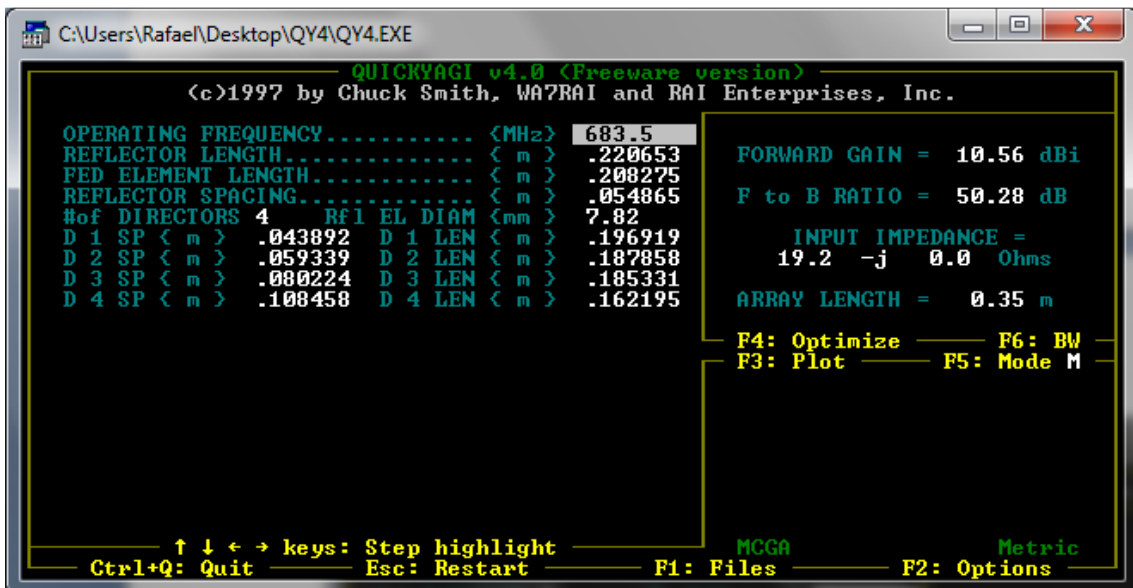 C:\Users\Rafael\Desktop\QY4\QY4.EXE
QUICKYAGI v4.0 (Freeware version)
(c)1997 by Chuck Smith, WA7RAI and RAI Enterprises, Inc.
OPERATING FREQUENCY............ {MHz} 683.5
REFLECTOR LENGTH............... { m } .220653
FED ELEMENT LENGTH............. { m } .208275
REFLECTOR SPACING.............. { m } .054865
#of DIRECTORS 4 Rfl EL DIAM {mm } 7.82
D 1 SP { m } .043892 D 1 LEN { m } .196919
D 2 SP { m } .059339 D 2 LEN { m } .187858
D 3 SP { m } .080224 D 3 LEN { m } .185331
D 4 SP { m } .108458 D 4 LEN { m } .162195
FORWARD GAIN = 10.56 dBi
F to B RATIO = 50.28 dB
INPUT IMPEDANCE =
19.2 -j 0.0 Ohms
ARRAY LENGTH = 0.35 m
F4: Optimize F6: BW
F3: Plot F5: Mode M
MCGA Metric
↑ ↓ ← → keys: Step highlight
Ctrl+Q: Quit Esc: Restart F1: Files F2: Options